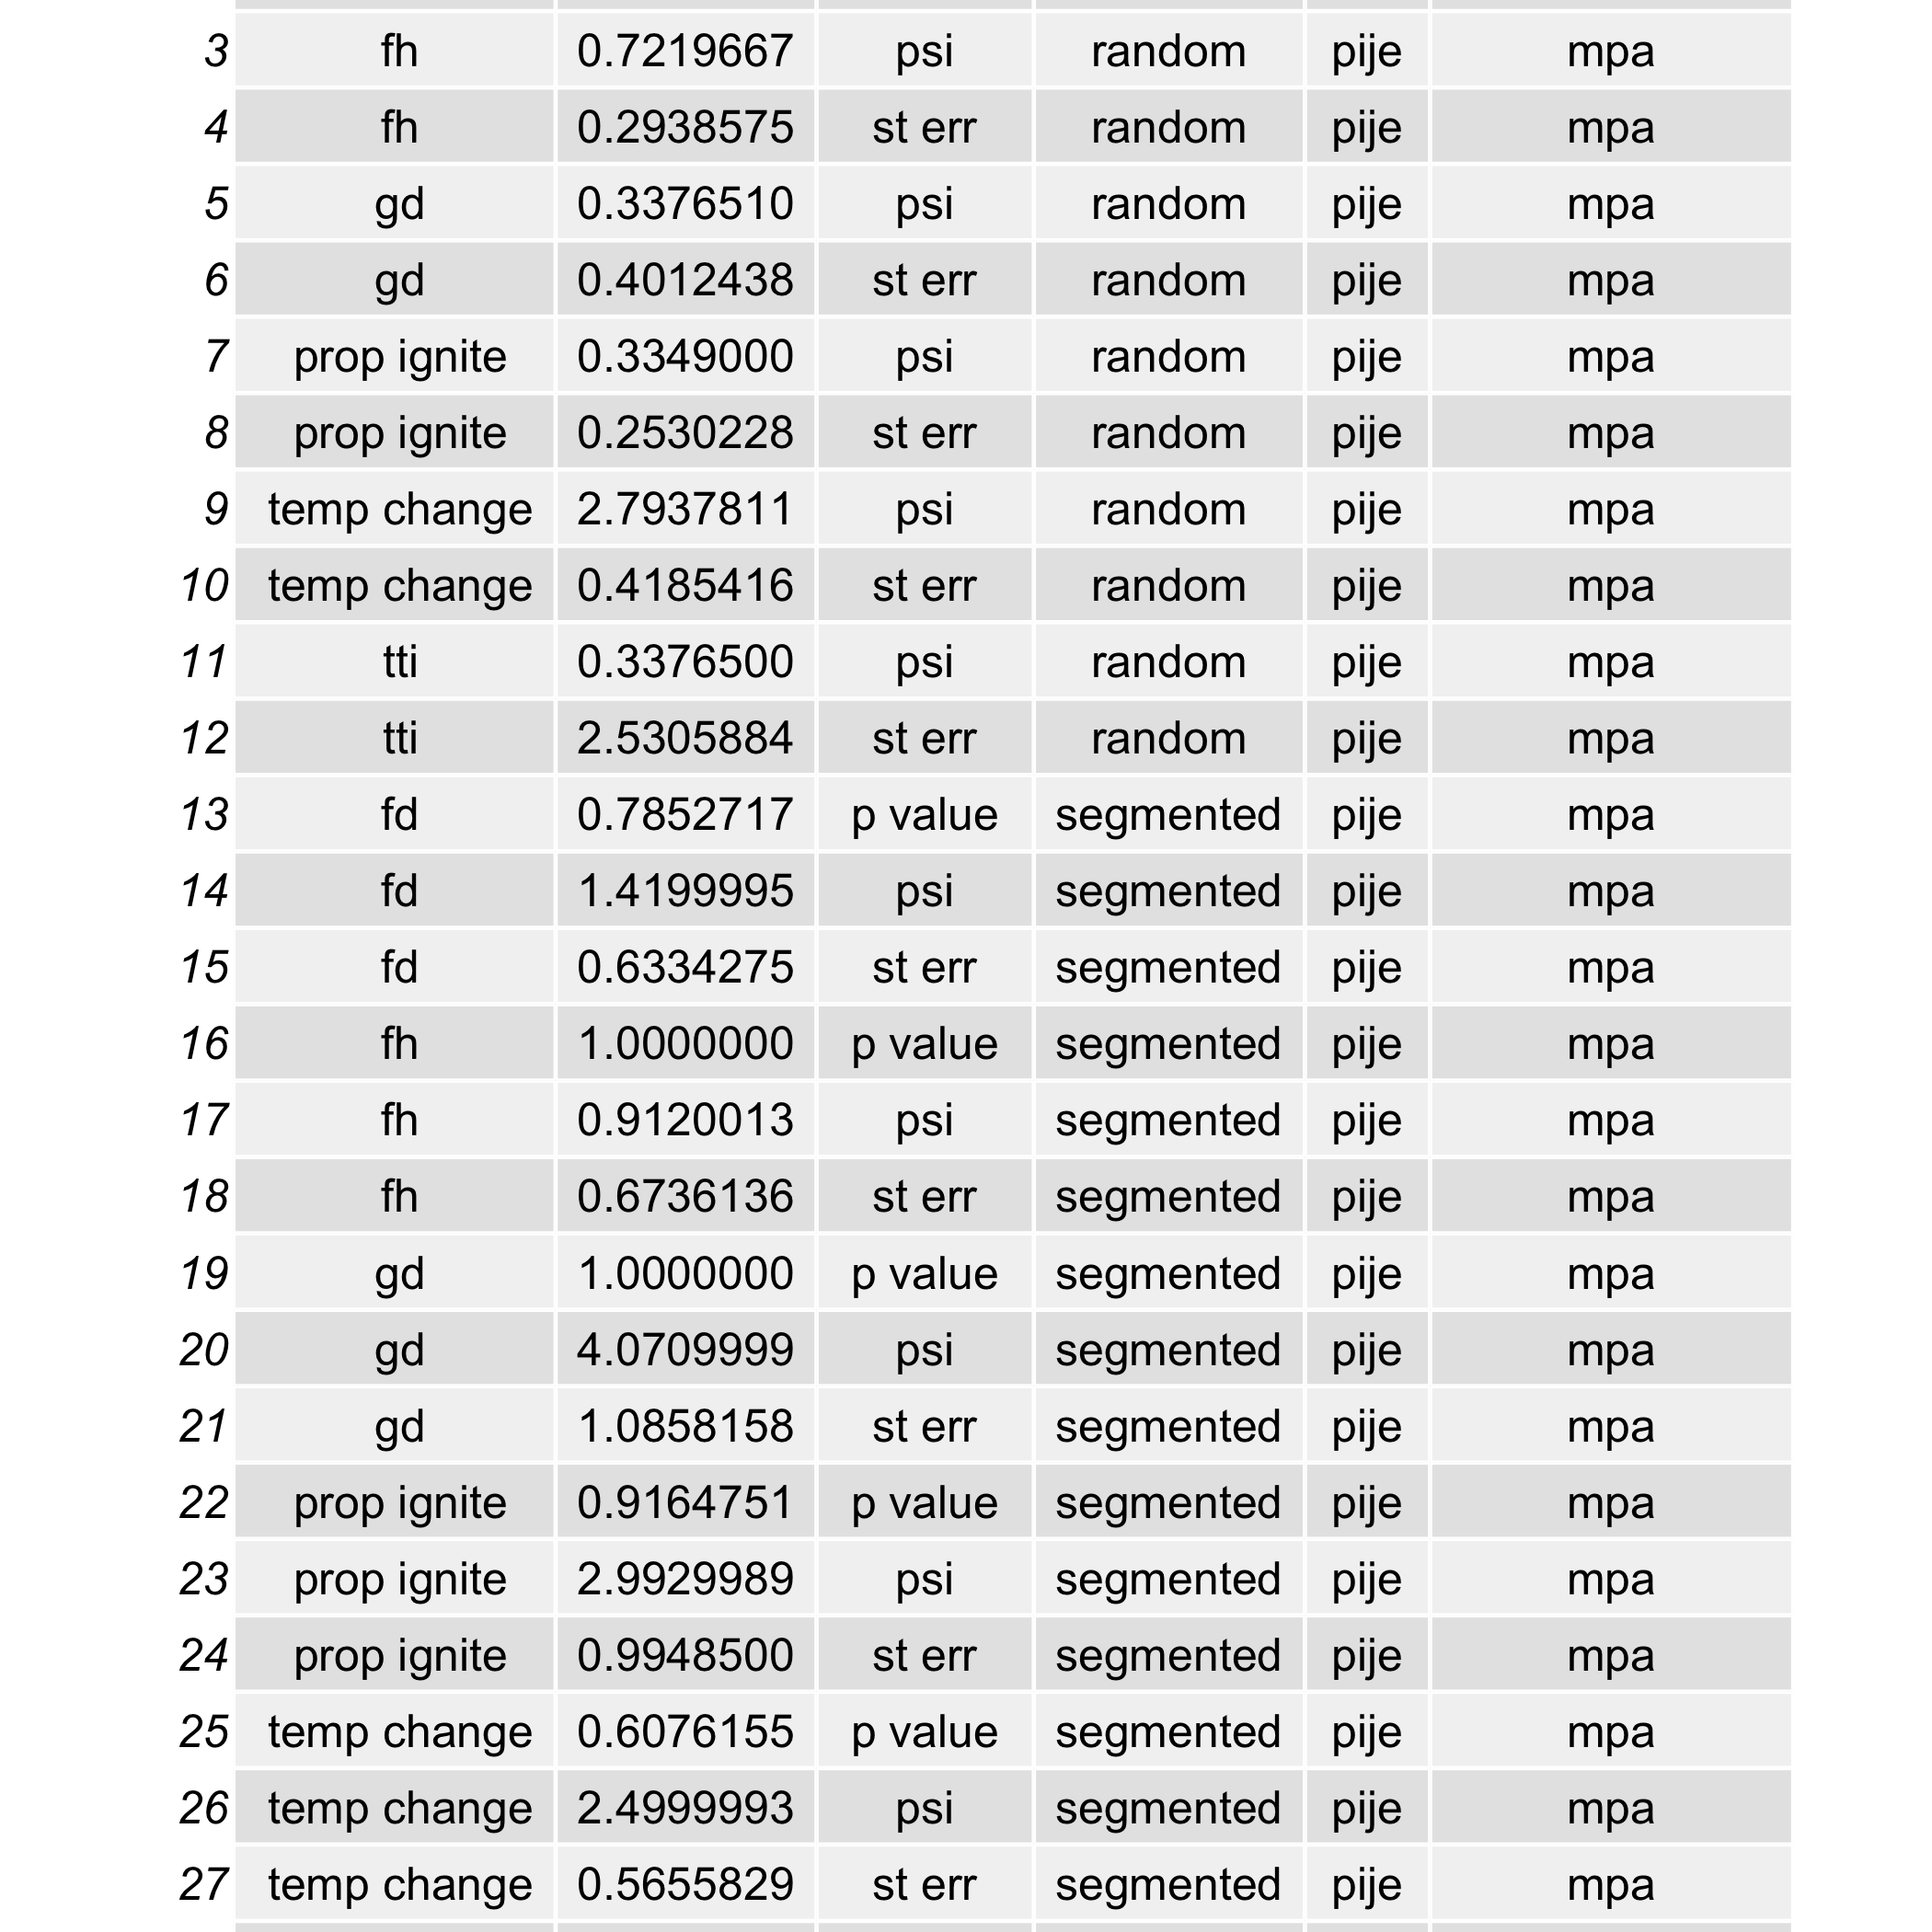 3 fh 0.7219667 psi random pije mpa
4 fh 0.2938575 st err random pije mpa
5 gd 0.3376510 psi random pije mpa
6 gd 0.4012438 st err random pije mpa
7 prop ignite 0.3349000 psi random pije mpa
8 prop ignite 0.2530228 st err random pije mpa
9 temp change 2.7937811 psi random pije mpa
10 temp change 0.4185416 st err random pije mpa
11 tti 0.3376500 psi random pije mpa
12 tti 2.5305884 st err random pije mpa
13 fd 0.7852717 p value segmented pije mpa
14 fd 1.4199995 psi segmented pije mpa
15 fd 0.6334275 st err segmented pije mpa
16 fh 1.0000000 p value segmented pije mpa
17 fh 0.9120013 psi segmented pije mpa
18 fh 0.6736136 st err segmented pije mpa
19 gd 1.0000000 p value segmented pije mpa
20 gd 4.0709999 psi segmented pije mpa
21 gd 1.0858158 st err segmented pije mpa
22 prop ignite 0.9164751 p value segmented pije mpa
23 prop ignite 2.9929989 psi segmented pije mpa
24 prop ignite 0.9948500 st err segmented pije mpa
25 temp change 0.6076155 p value segmented pije mpa
26 temp change 2.4999993 psi segmented pije mpa
27 temp change 0.5655829 st err segmented pije mpa